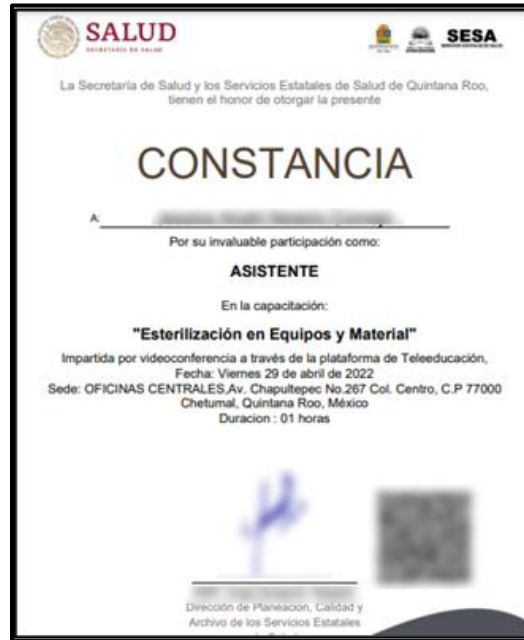 SALUD
SECRETARÍA DE SALUD
SESA
SERVICIOS ESTATALES DE SALUD
La Secretaría de Salud y los Servicios Estatales de Salud de Quintana Roo,
tienen el honor de otorgar la presente
CONSTANCIA
A:
Por su invaluable participación como:
ASISTENTE
En la capacitación:
"Esterilización en Equipos y Material"
Impartida por videoconferencia a través de la plataforma de Teleeducación,
Fecha: Viernes 29 de abril de 2022
Sede: OFICINAS CENTRALES,Av. Chapultepec No.267 Col. Centro, C.P 77000
Chetumal, Quintana Roo, México
Duracion : 01 horas
Dirección de Planeación, Calidad y
Archivo de los Servicios Estatales